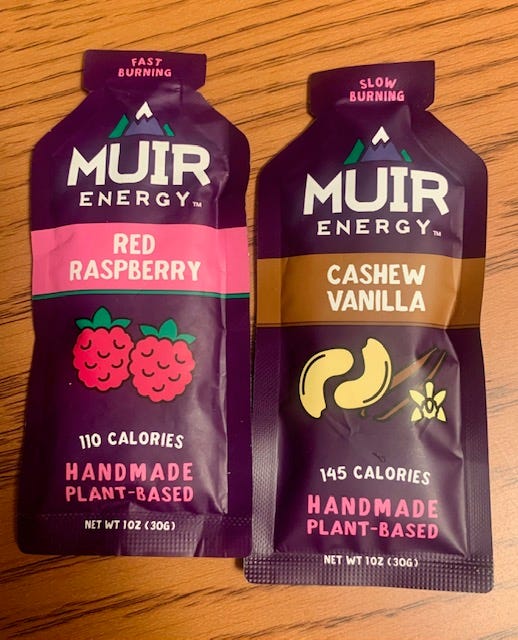 FAST
BURNING
MUIR
ENERGY™
RED
RASPBERRY
110 CALORIES
HANDMADE
PLANT-BASED
NET WT 1OZ (30G)
SLOW
BURNING
MUIR
ENERGY™
CASHEW
VANILLA
145 CALORIES
HANDMADE
PLANT-BASED
NET WT 1OZ (30G)